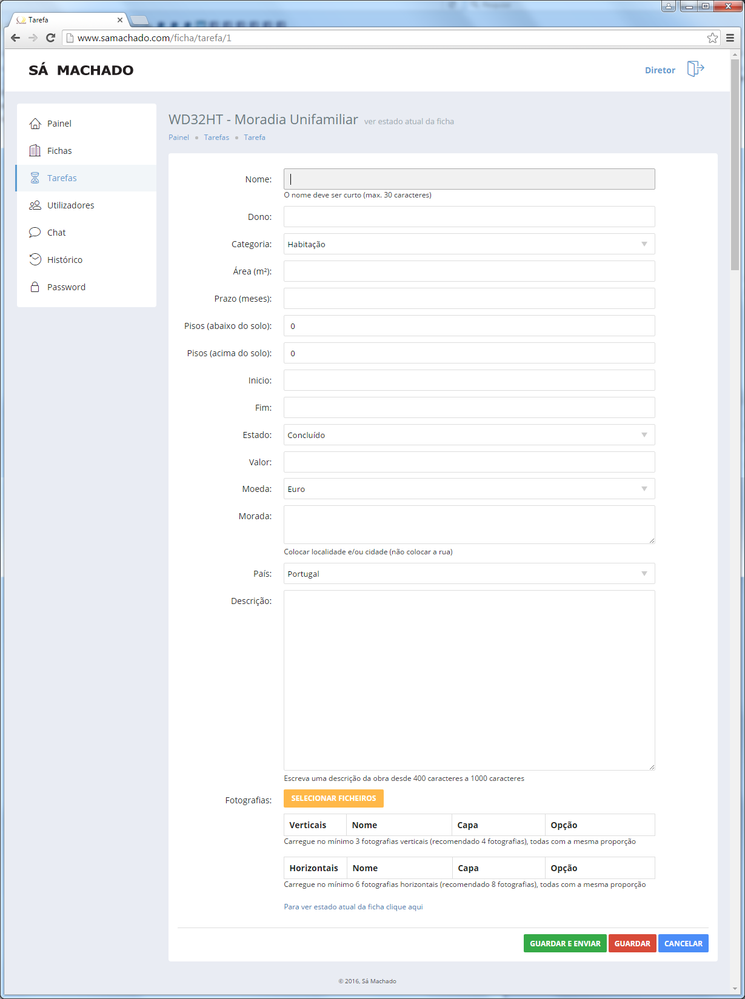 Tarefa
www.samachado.com/ficha/tarefa/1
SÁ MACHADO
Diretor
Painel
Fichas
Tarefas
Utilizadores
Chat
Histórico
Password
WD32HT - Moradia Unifamiliar ver estado atual da ficha
Painel Tarefas Tarefa
Nome:
O nome deve ser curto (max. 30 caracteres)
Dono:
Categoria: Habitação
Área (m²):
Prazo (meses):
Pisos (abaixo do solo): 0
Pisos (acima do solo): 0
Inicio:
Fim:
Estado: Concluído
Valor:
Moeda: Euro
Morada:
Colocar localidade e/ou cidade (não colocar a rua)
País: Portugal
Descrição:
Escreva uma descrição da obra desde 400 caracteres a 1000 caracteres
Fotografias: SELECIONAR FICHEIROS
Verticais Nome Capa Opção
Carregue no mínimo 3 fotografias verticais (recomendado 4 fotografias), todas com a mesma proporção
Horizontais Nome Capa Opção
Carregue no mínimo 6 fotografias horizontais (recomendado 8 fotografias), todas com a mesma proporção
Para ver estado atual da ficha clique aqui
GUARDAR E ENVIAR GUARDAR CANCELAR
© 2016, Sá Machado